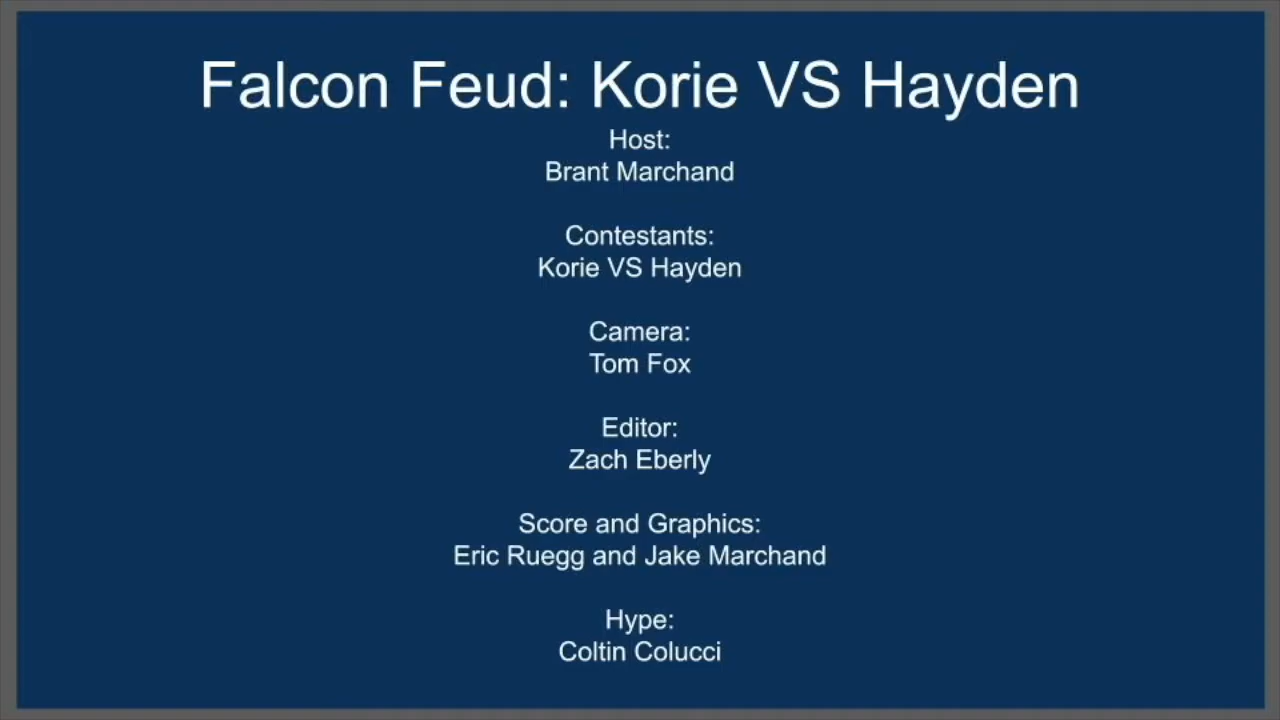 Falcon Feud: Korie VS Hayden
Host:
Brant Marchand
Contestants:
Korie VS Hayden
Camera:
Tom Fox
Editor:
Zach Eberly
Score and Graphics:
Eric Ruegg and Jake Marchand
Hype:
Coltin Colucci